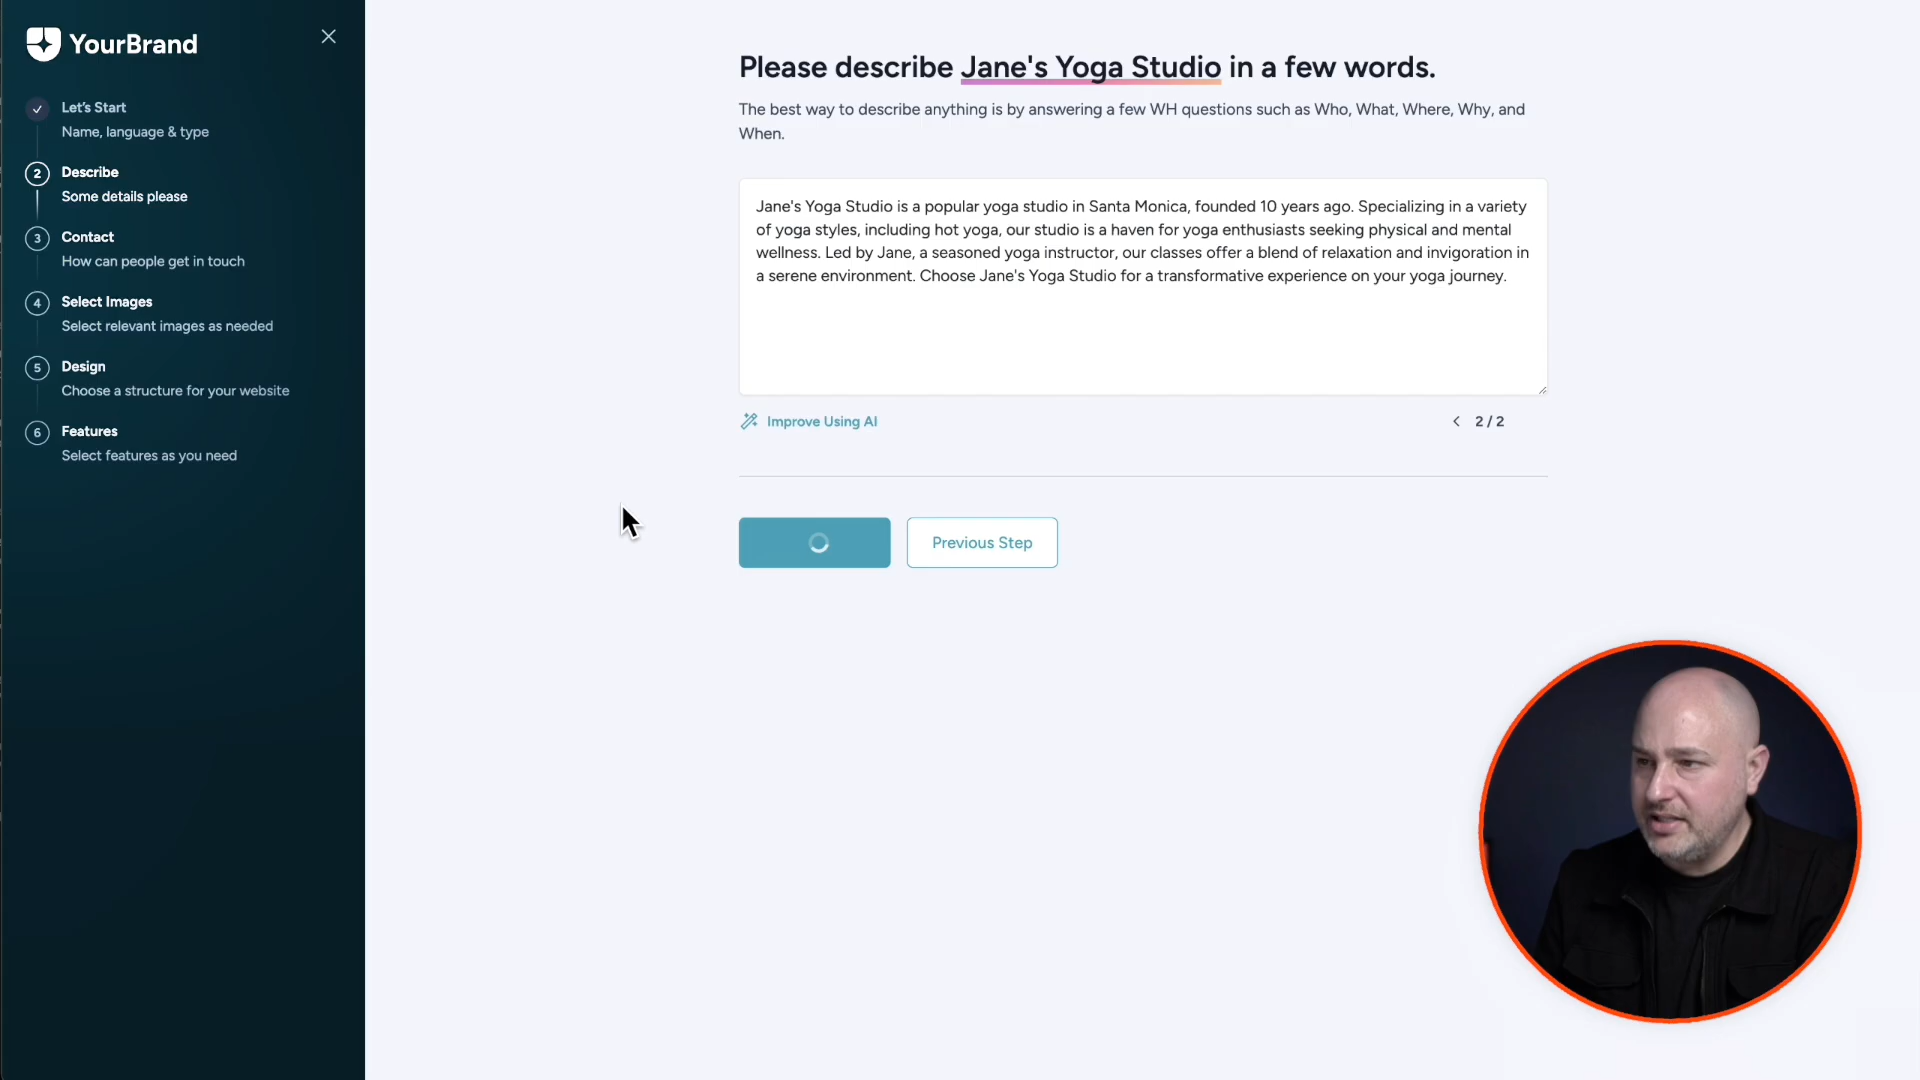 YourBrand
Let's Start
Name, language & type
2
Describe
Some details please
3
Contact
How can people get in touch
4
Select Images
Select relevant images as needed
5
Design
Choose a structure for your website
6
Features
Select features as you need
Please describe Jane's Yoga Studio in a few words.
The best way to describe anything is by answering a few WH questions such as Who, What, Where, Why, and
When.
Jane's Yoga Studio is a popular yoga studio in Santa Monica, founded 10 years ago. Specializing in a variety
of yoga styles, including hot yoga, our studio is a haven for yoga enthusiasts seeking physical and mental
wellness. Led by Jane, a seasoned yoga instructor, our classes offer a blend of relaxation and invigoration in
a serene environment. Choose Jane's Yoga Studio for a transformative experience on your yoga journey.
Improve Using AI
2 / 2
Previous Step